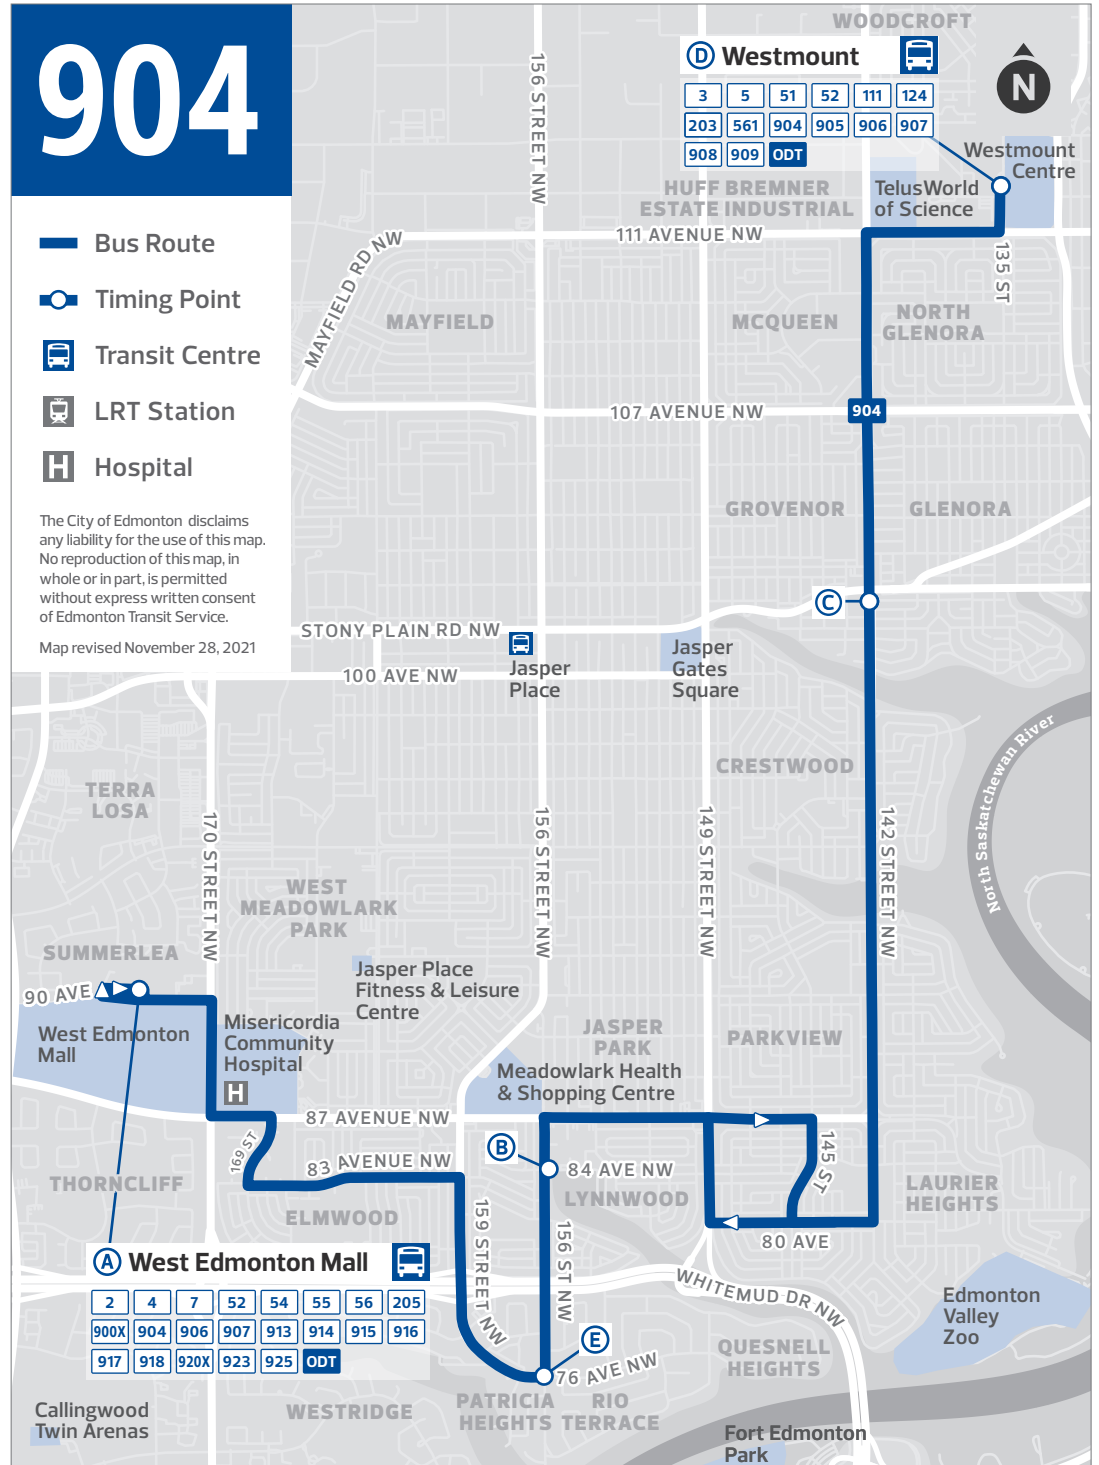 904
Bus Route
Timing Point
Transit Centre
LRT Station
H
Hospital
The City of Edmonton disclaims
any liability for the use of this map.
No reproduction of this map, in
whole or in part, is permitted
without express written consent
of Edmonton Transit Service.
Map revised November 28, 2021
WOODCROFT
D Westmount
3 5 51 52 111 124
203 561 904 905 906 907
908 909 ODT
N
156 STREET NW
Westmount
Centre
TelusWorld
of Science
HUFF BREMNER
ESTATE INDUSTRIAL
111 AVENUE NW
135 ST
MAYFIELD RD NW
MAYFIELD
MCQUEEN
NORTH
GLENORA
107 AVENUE NW
904
GROVENOR
GLENORA
C
STONY PLAIN RD NW
Jasper
Place
Jasper
Gates
Square
100 AVE NW
North Saskatchewan River
CRESTWOOD
TERRA
LOSA
170 STREET NW
156 STREET NW
149 STREET NW
142 STREET NW
WEST
MEADOWLARK
PARK
SUMMERLEA
90 AVE
Jasper Place
Fitness & Leisure
Centre
West Edmonton
Mall
Misericordia
Community
Hospital
H
JASPER
PARK
PARKVIEW
Meadowlark Health
& Shopping Centre
87 AVENUE NW
169 ST
83 AVENUE NW
B
84 AVE NW
145 ST
THORNCLIFF
LYNNWOOD
LAURIER
HEIGHTS
ELMWOOD
159 STREET NW
156 ST NW
80 AVE
WHITEMUD DR NW
A West Edmonton Mall
2 4 7 52 54 55 56 205
900X 904 906 907 913 914 915 916
917 918 920X 923 925 ODT
Edmonton
Valley
Zoo
E
76 AVE NW
QUESNELL
HEIGHTS
Callingwood
Twin Arenas
WESTRIDGE
PATRICIA
HEIGHTS
RIO
TERRACE
Fort Edmonton
Park